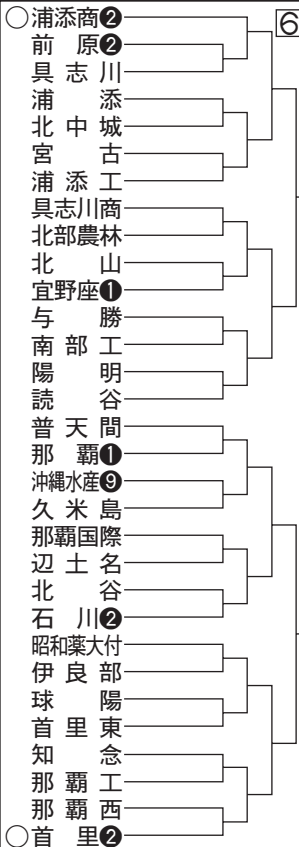 ○浦添商❷
6
前原❷
具志川
浦添
北中城
宮古
浦添工
具志川商
北部農林
北山
宜野座❶
与勝
南部工
陽明
読谷
普天間
那覇❶
沖縄水産❾
久米島
那覇国際
辺土名
北谷
石川❷
昭和薬大付
伊良部
球陽
首里東
知念
那覇工
那覇西
○首里❷